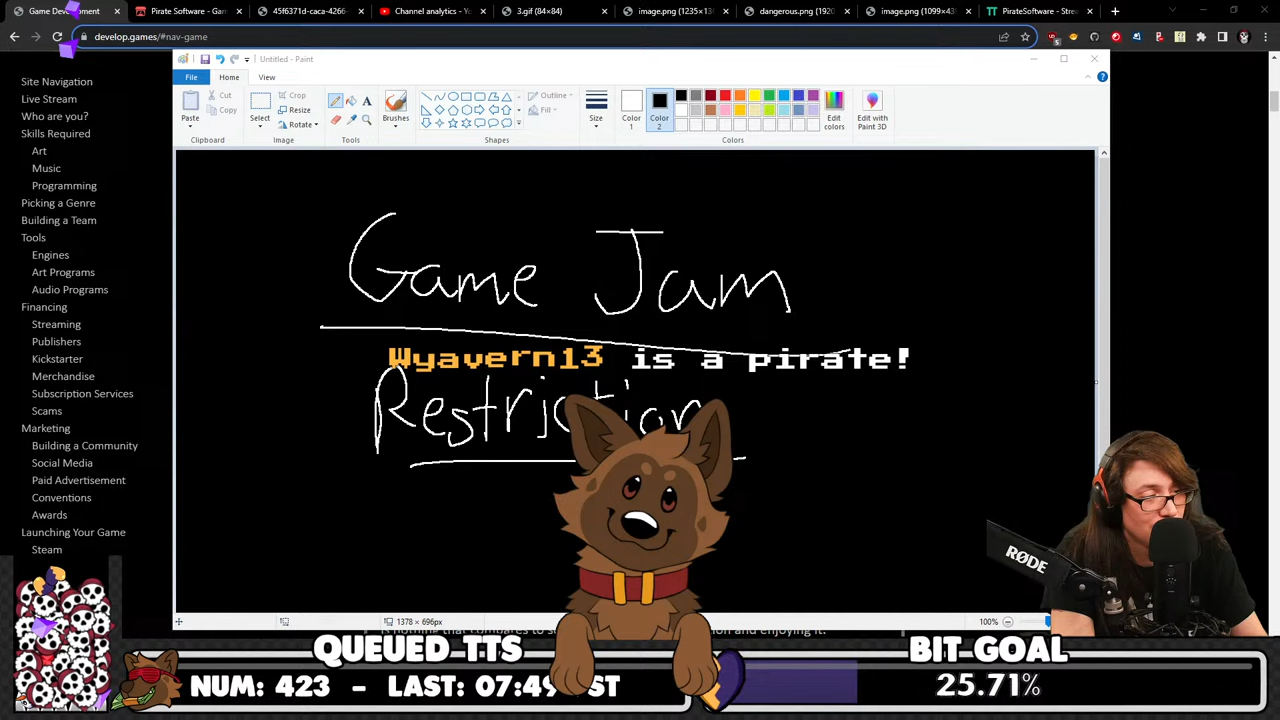 Game Development
Pirate Software - Gam
45f6371d-caca-4266-
Channel analytics - Yo
3.gif (84×84)
image.png (1235×13
dangerous.png (1920
image.png (1099×43
PirateSoftware - Strea
develop.games/#nav-game
Untitled - Paint
File
Home
View
Paste
Cut
Copy
Clipboard
Select
Crop
Resize
Rotate
Image
Tools
Brushes
Shapes
Outline
Fill
Size
Color 1
Color 2
Colors
Edit colors
Edit with Paint 3D
Site Navigation
Live Stream
Who are you?
Skills Required
Art
Music
Programming
Picking a Genre
Building a Team
Tools
Engines
Art Programs
Audio Programs
Financing
Streaming
Publishers
Kickstarter
Merchandise
Subscription Services
Scams
Marketing
Building a Community
Social Media
Paid Advertisement
Conventions
Awards
Launching Your Game
Steam
Game Jam
Wyavern13 is a pirate!
Restriction
RØDE
1378 × 696px
100%
QUEUED TTS
NUM: 423 - LAST: 07:49 ST
BIT GOAL
25.71%